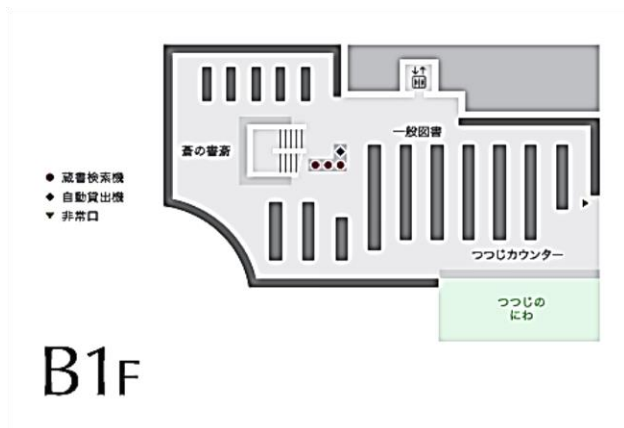 一般図書
蒼の書斎
● 蔵書検索機
◆ 自動貸出機
▼ 非常口
つつじカウンター
つつじの
にわ
B1F